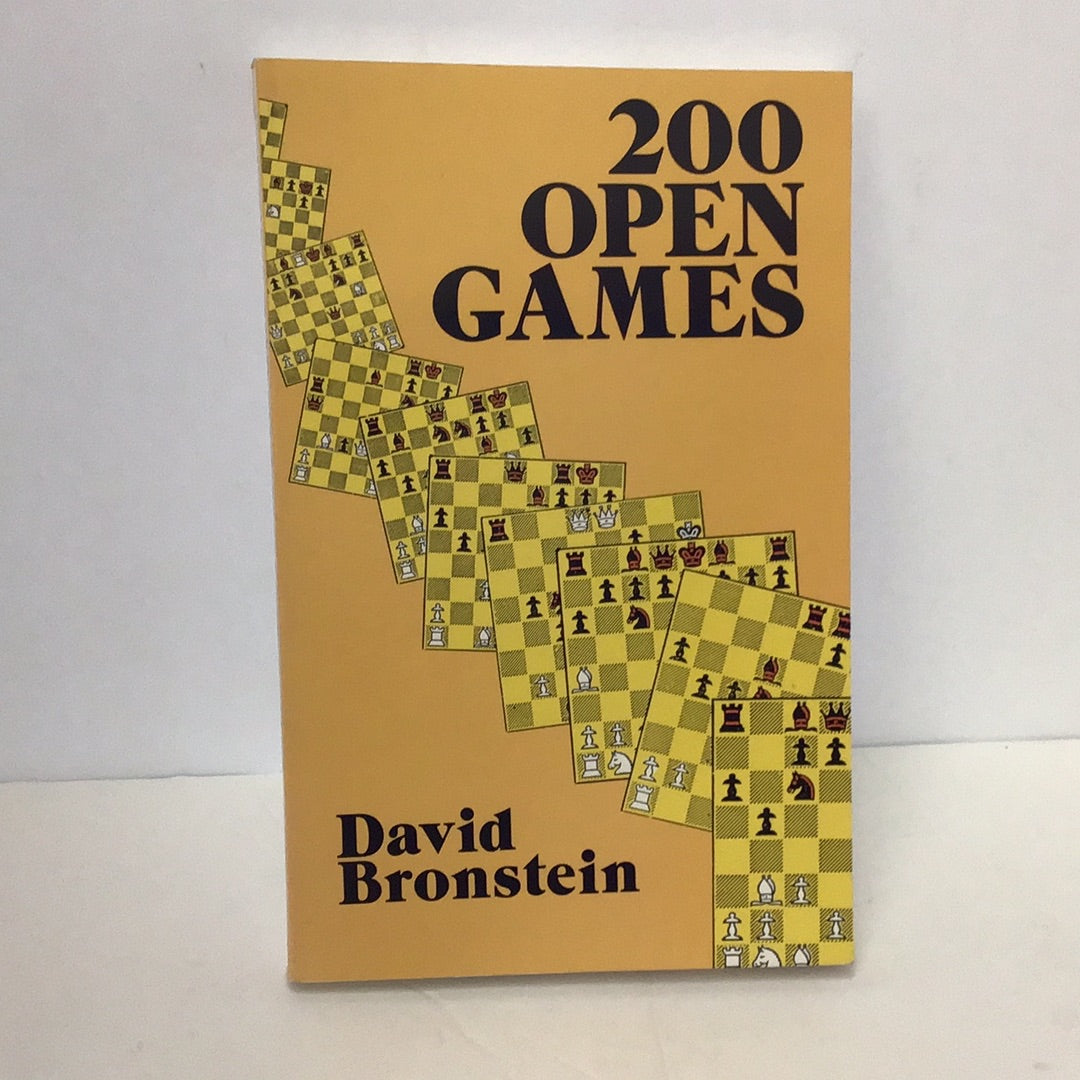 200
OPEN
GAMES
David
Bronstein